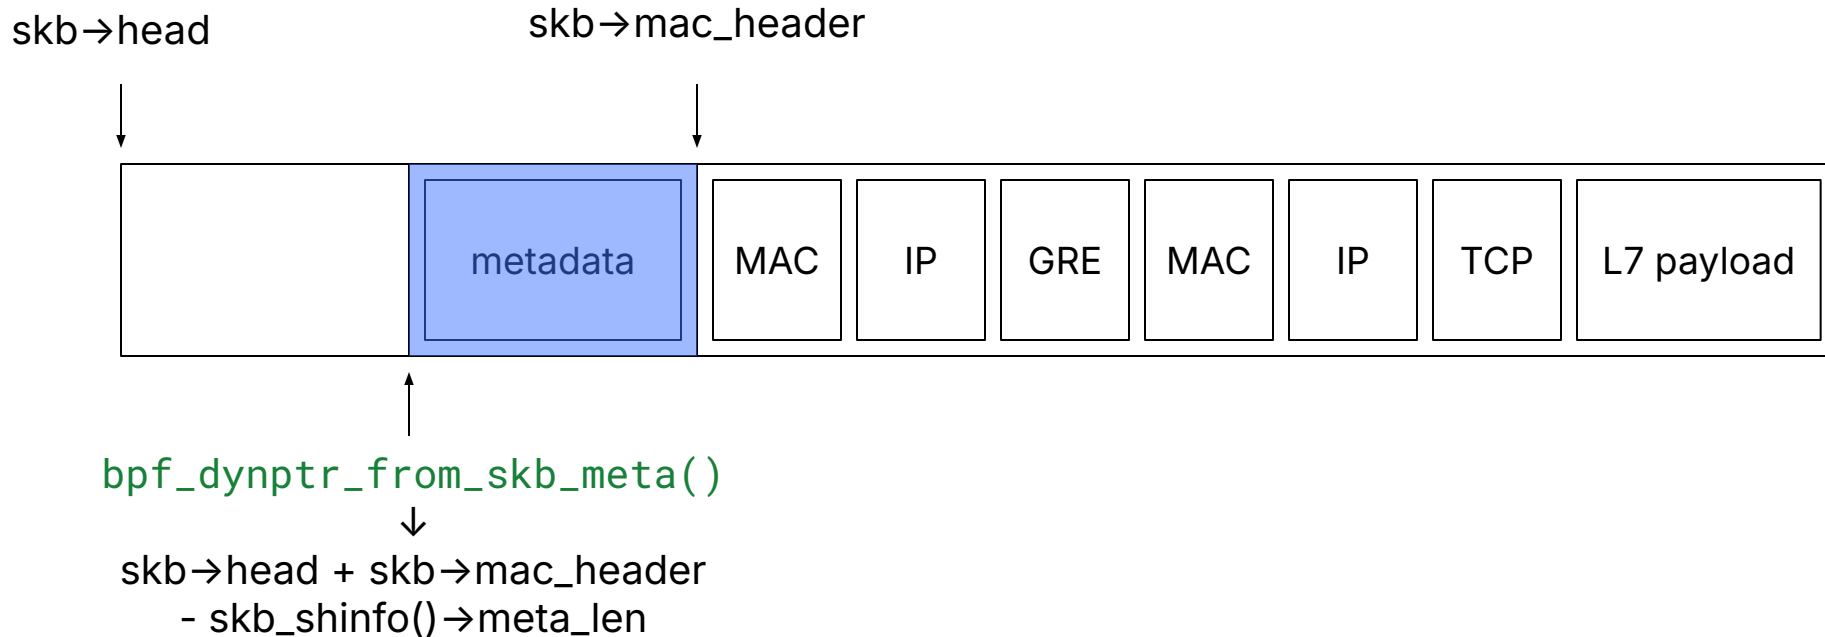 skb→head
skb→mac_header
metadata
MAC
IP
GRE
MAC
IP
TCP
L7 payload
bpf_dynptr_from_skb_meta()
↓
skb→head + skb→mac_header
- skb_shinfo()→meta_len